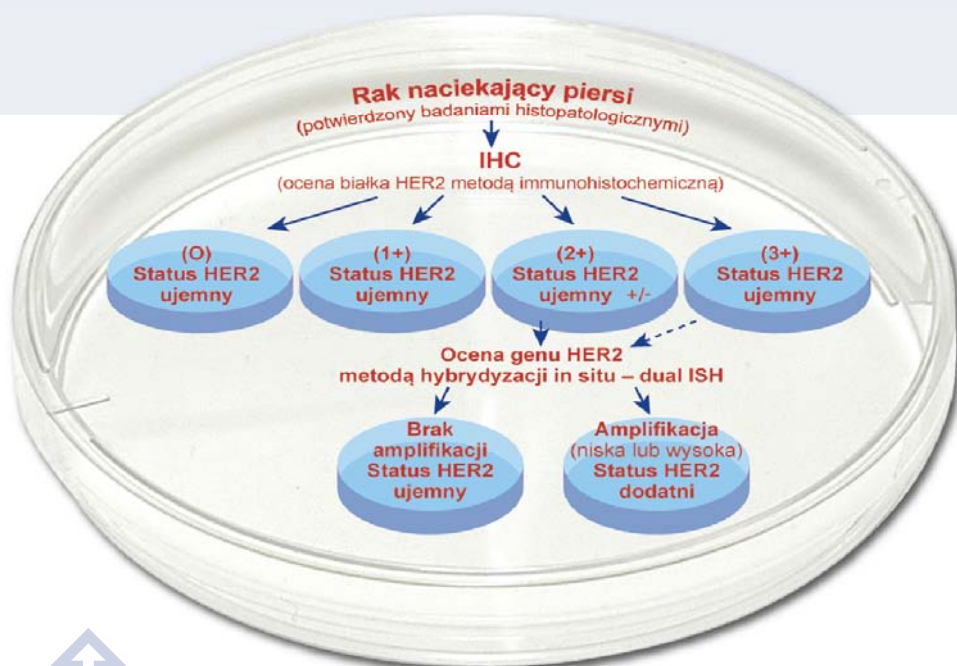 Rak naciekający piersi
(potwierdzony badaniami histopatologicznymi)
IHC
(ocena białka HER2 metodą immunohistochemiczną)
(O)
Status HER2
ujemny
(1+)
Status HER2
ujemny
(2+)
Status HER2
ujemny +/-
(3+)
Status HER2
ujemny
Ocena genu HER2
metodą hybrydyzacji in situ – dual ISH
Brak
amplifikacji
Status HER2
ujemny
Amplifikacja
(niska lub wysoka)
Status HER2
dodatni